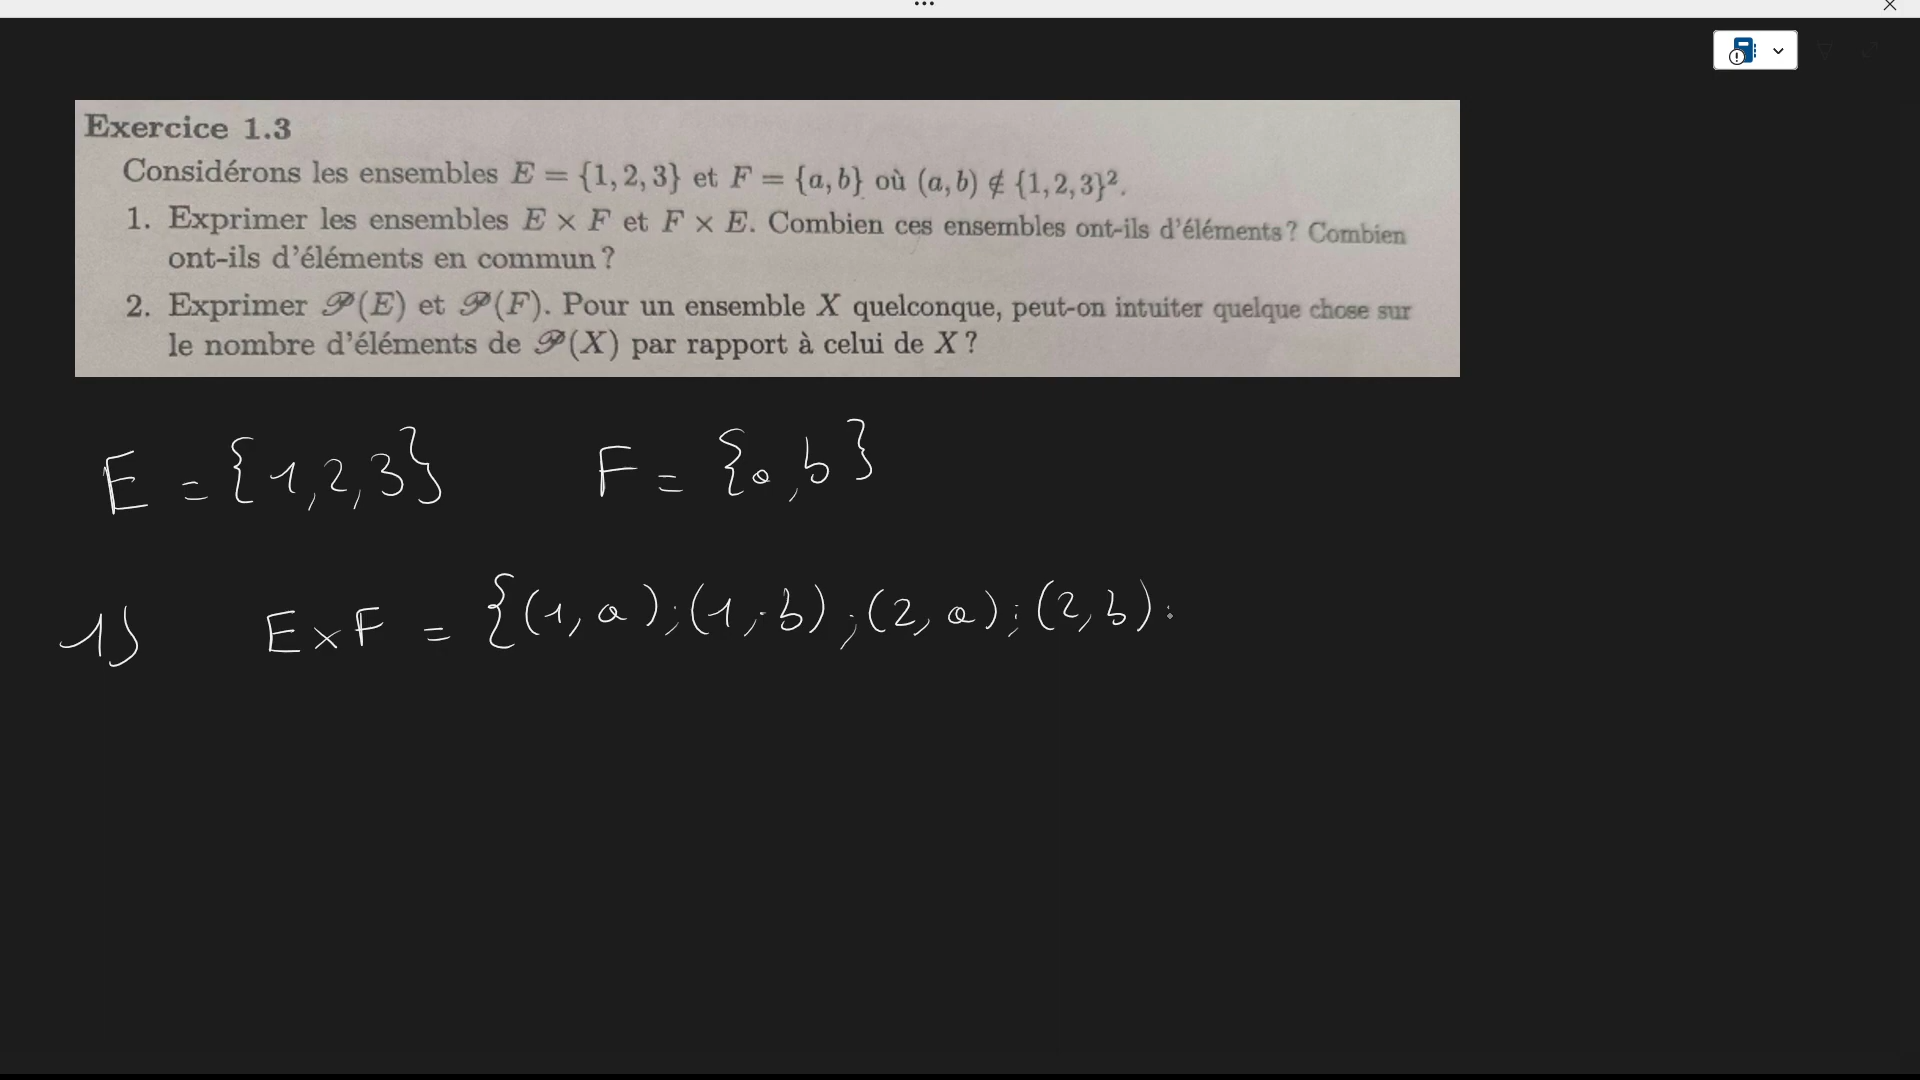 Exercice 1.3
Considérons les ensembles E = {1, 2, 3} et F = {a, b} où (a, b) ∉ {1, 2, 3}².
1. Exprimer les ensembles E × F et F × E. Combien ces ensembles ont-ils d'éléments ? Combien
ont-ils d'éléments en commun ?
2. Exprimer 𝒫(E) et 𝒫(F). Pour un ensemble X quelconque, peut-on intuiter quelque chose sur
le nombre d'éléments de 𝒫(X) par rapport à celui de X ?
E = {1, 2, 3} F = {a, b}
1) E × F = {(1, a) ; (1, b) ; (2, a) ; (2, b) :